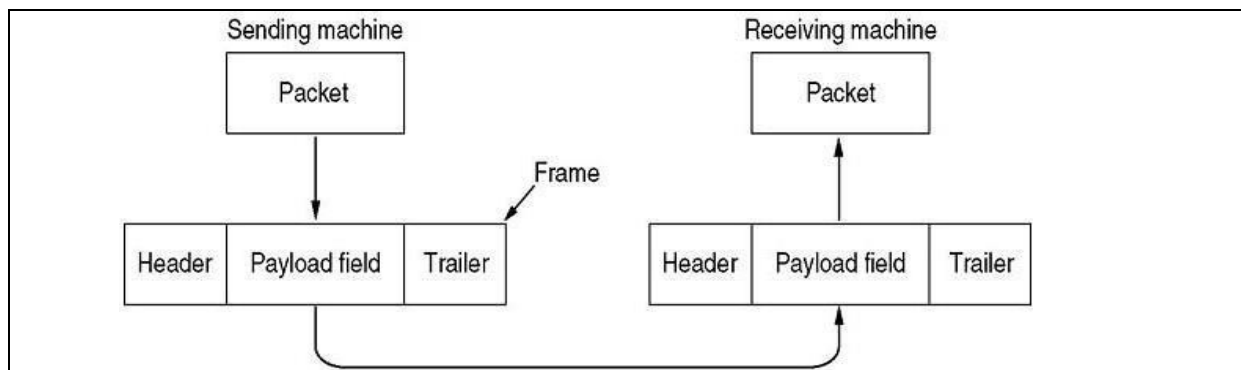 Sending machine
Receiving machine
Packet
Packet
Frame
Header Payload field Trailer
Header Payload field Trailer